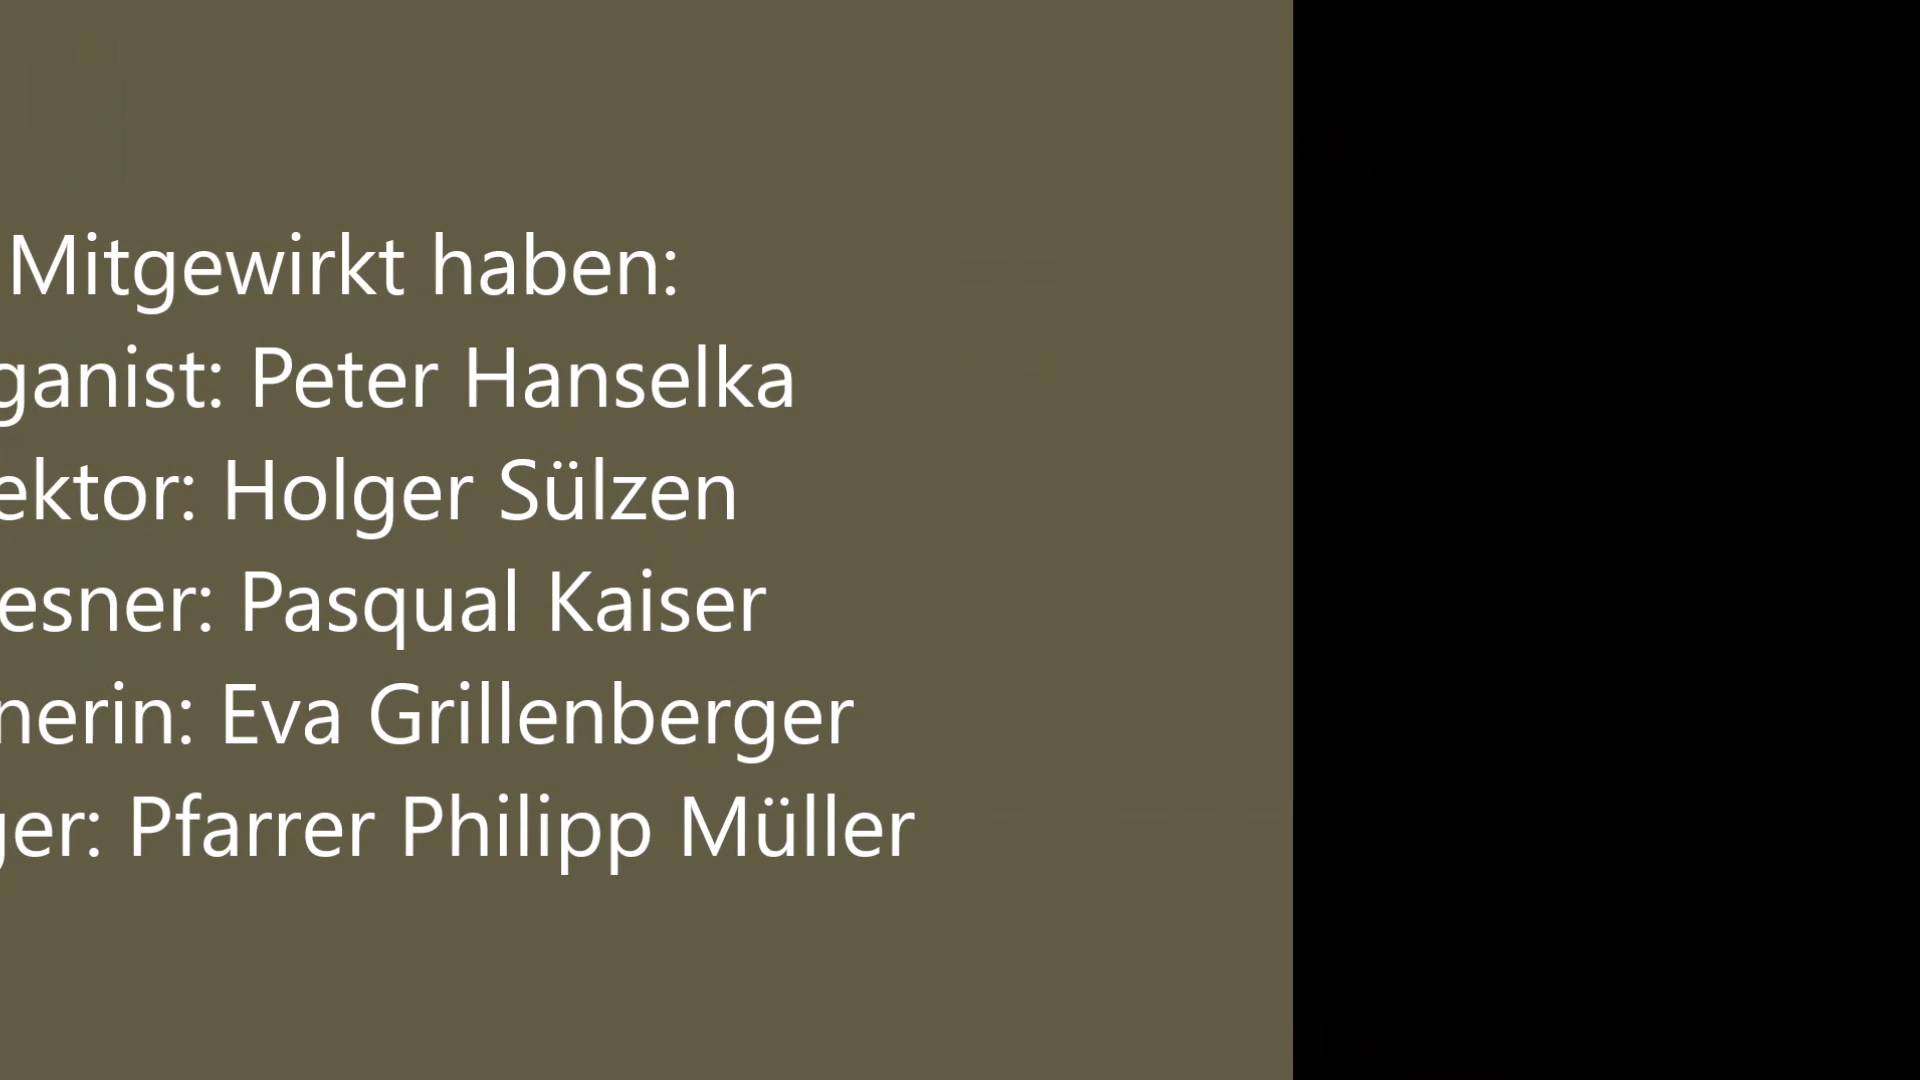 Mitgewirkt haben:
ganist: Peter Hanselka
ektor: Holger Sülzen
esner: Pasqual Kaiser
nerin: Eva Grillenberger
ger: Pfarrer Philipp Müller